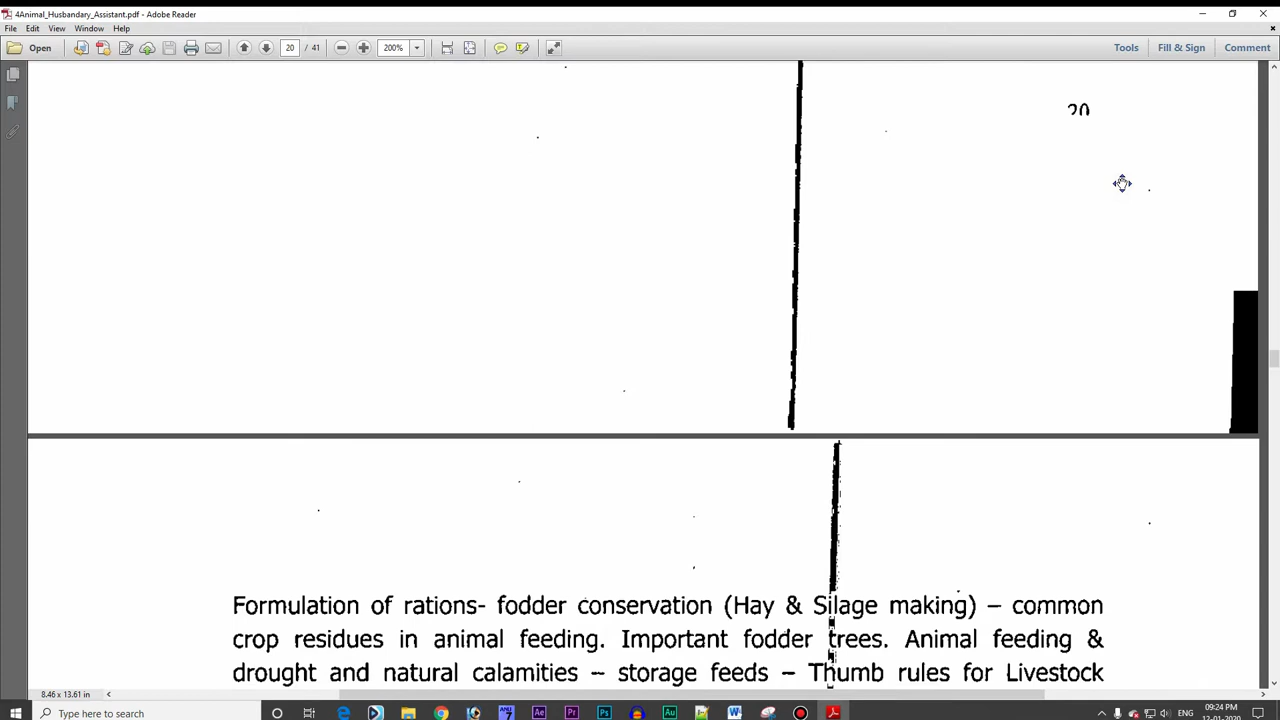 4Animal_Husbandary_Assistant.pdf - Adobe Reader
File Edit View Window Help
Open 20 / 41 200% Tools Fill & Sign Comment
20
Formulation of rations- fodder conservation (Hay & Silage making) – common
crop residues in animal feeding. Important fodder trees. Animal feeding &
drought and natural calamities – storage feeds – Thumb rules for Livestock
8.46 x 13.61 in
Type here to search
ENG
09:24 PM
13-01-2020